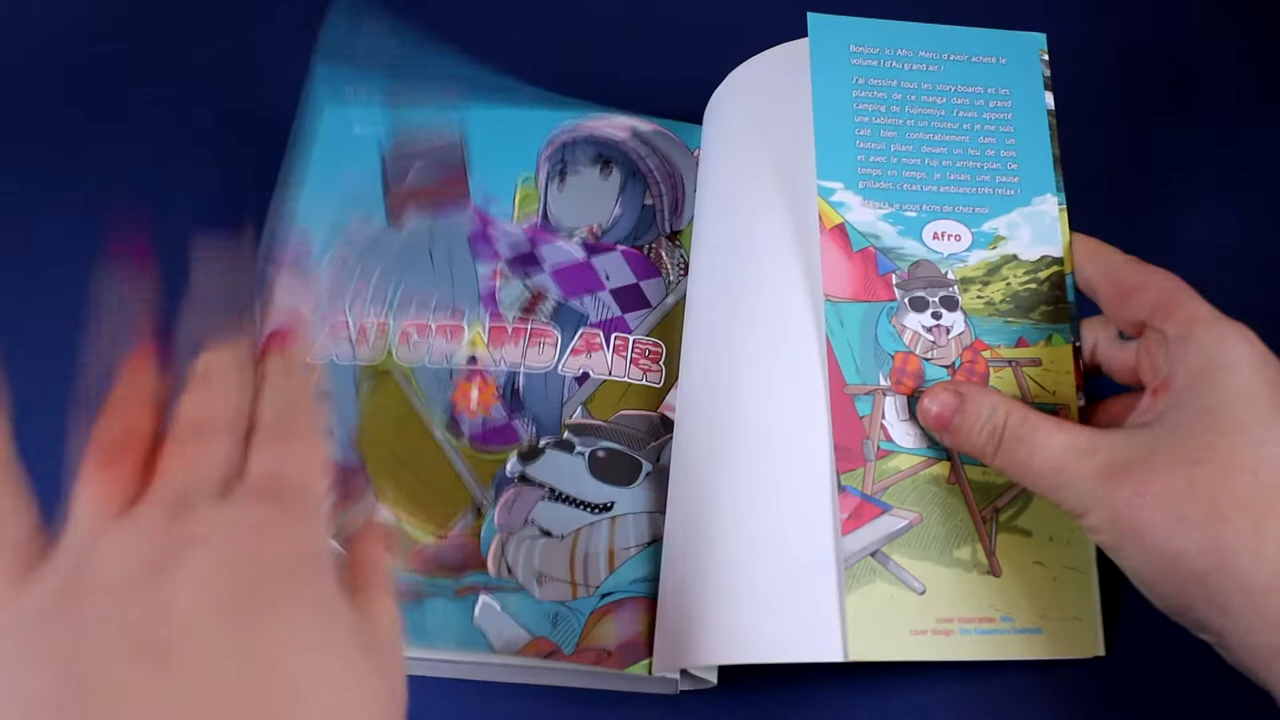 AU GRAND AIR
Bonjour, ici Afro. Merci d'avoir acheté le
volume 1 d'Au grand air !
J'ai dessiné tous les story-boards et les
planches de ce manga dans un grand
camping de Fujinomiya. J'avais apporté
une tablette et un routeur et je me suis
calé bien confortablement dans un
fauteuil pliant, devant un feu de bois
et avec le mont Fuji en arrière-plan. De
temps en temps, je faisais une pause
grillades, c'était une ambiance très relax !
je vous écris de chez moi
Afro
cover illustration, Afro
cover design,